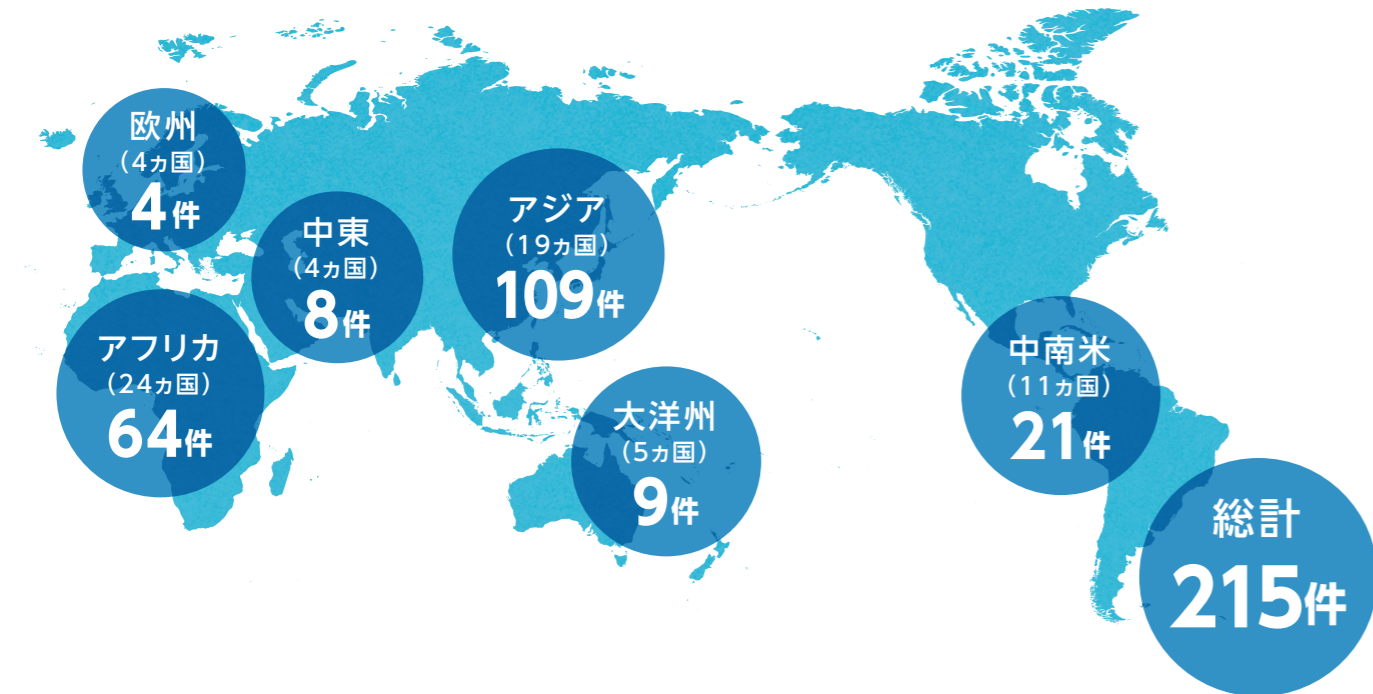 欧州
（4ヵ国）
4件
中東
（4ヵ国）
8件
アジア
（19ヵ国）
109件
アフリカ
（24ヵ国）
64件
大洋州
（5ヵ国）
9件
中南米
（11ヵ国）
21件
総計
215件